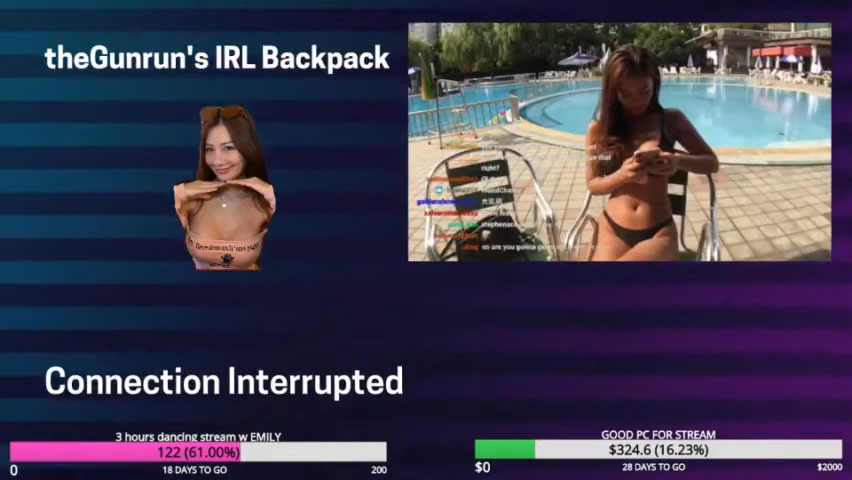 theGunrun's IRL Backpack
right?
Connection Interrupted
3 hours dancing stream w EMILY
122 (61.00%)
0
18 DAYS TO GO
200
GOOD PC FOR STREAM
$324.6 (16.23%)
$0
28 DAYS TO GO
$2000